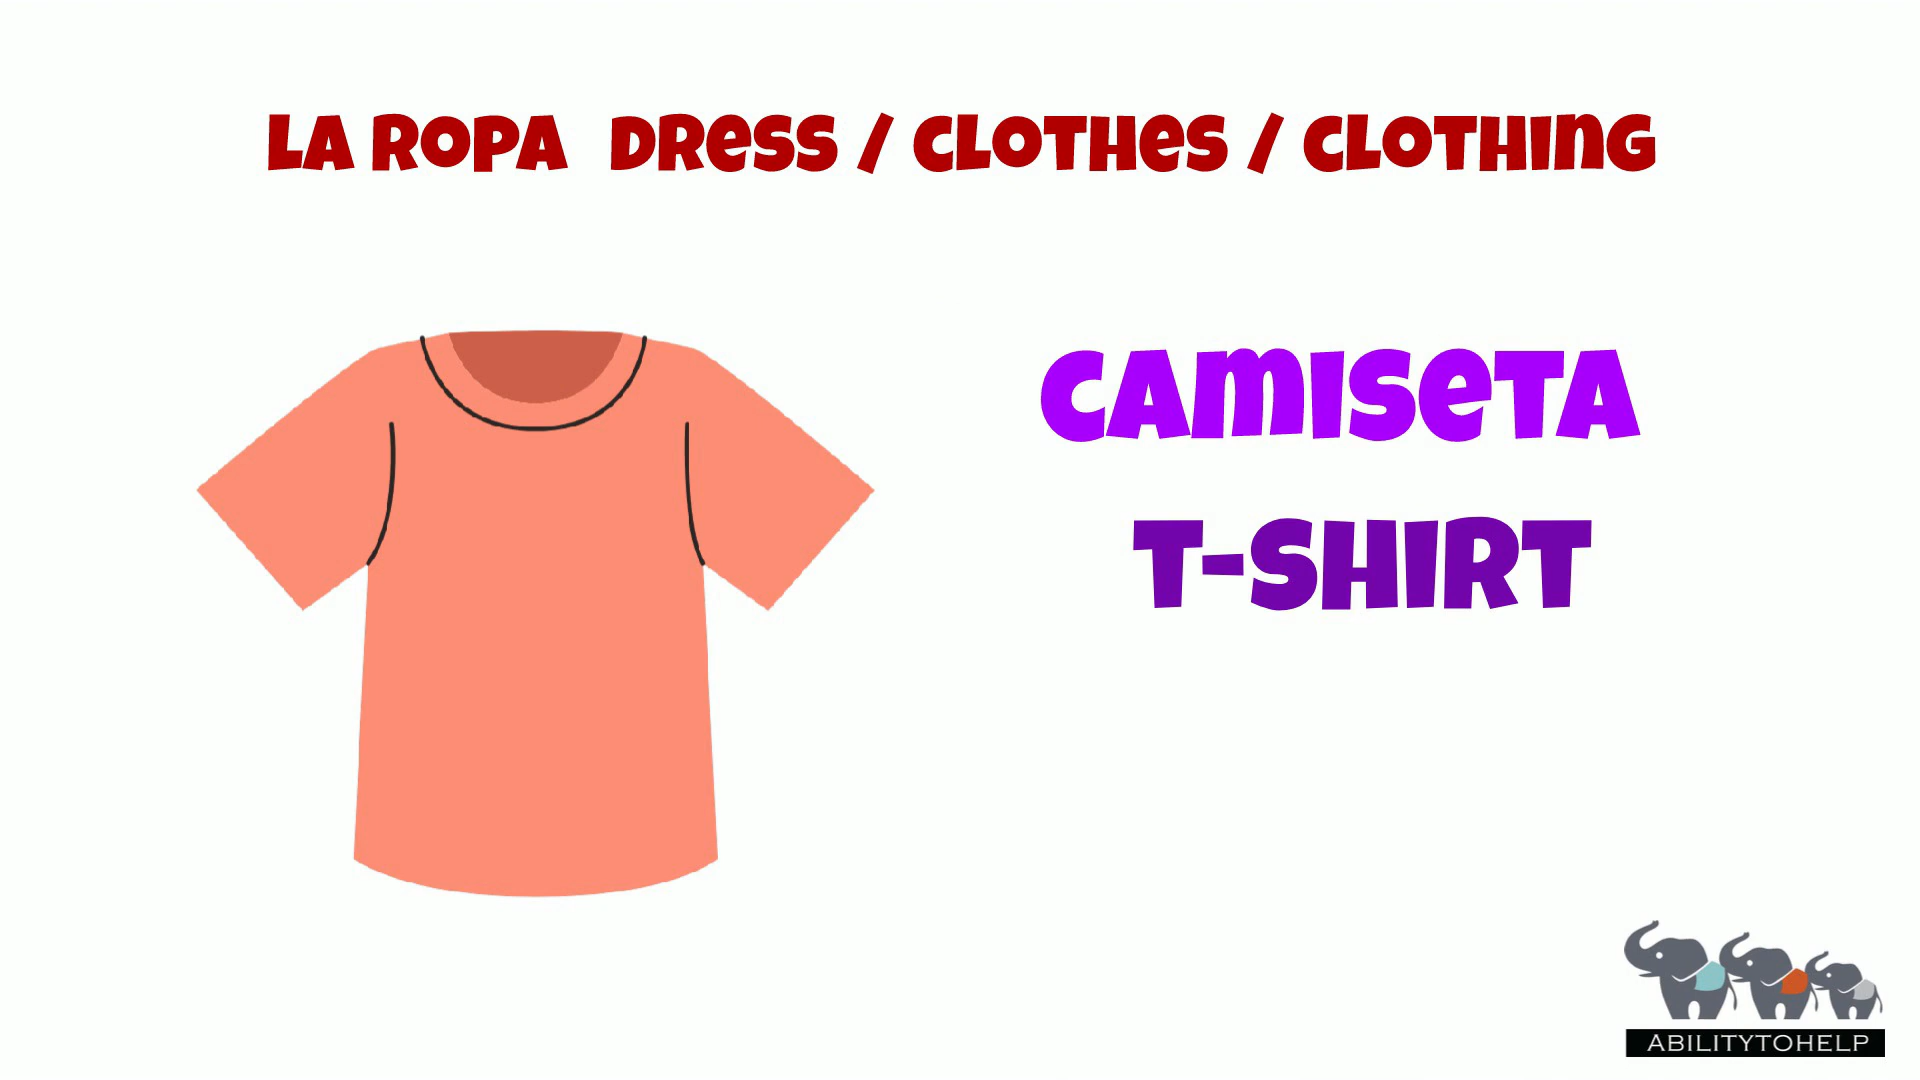 LA ROPA DRESS / CLOTHES / CLOTHING
CAMISETA
T-SHIRT
ABILITYTOHELP